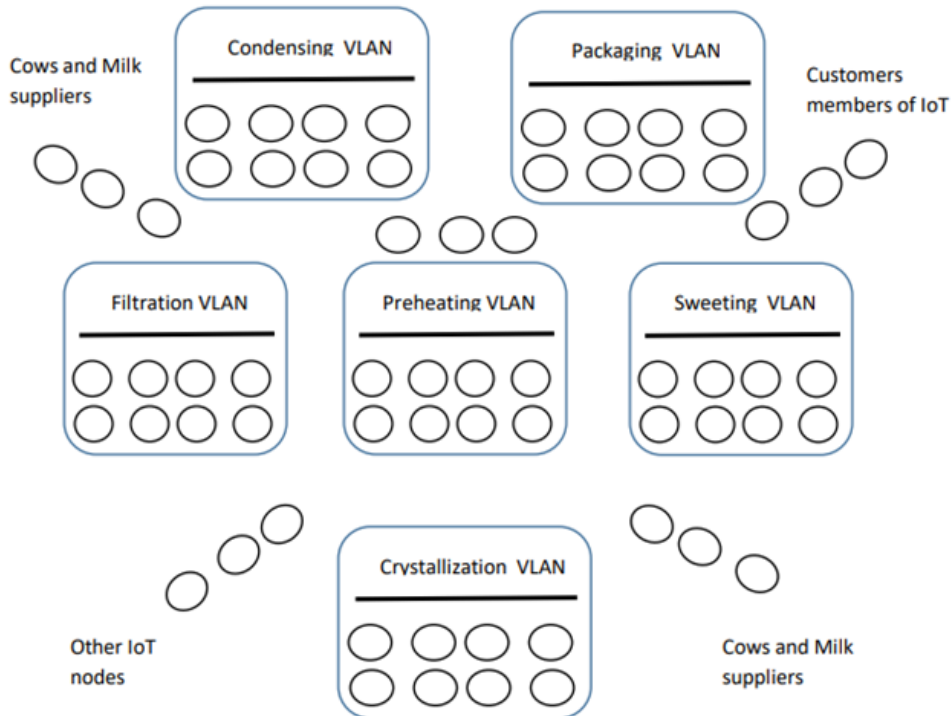 Condensing VLAN
Packaging VLAN
Cows and Milk
suppliers
Customers
members of IoT
Filtration VLAN
Preheating VLAN
Sweeting VLAN
Crystallization VLAN
Other IoT
nodes
Cows and Milk
suppliers